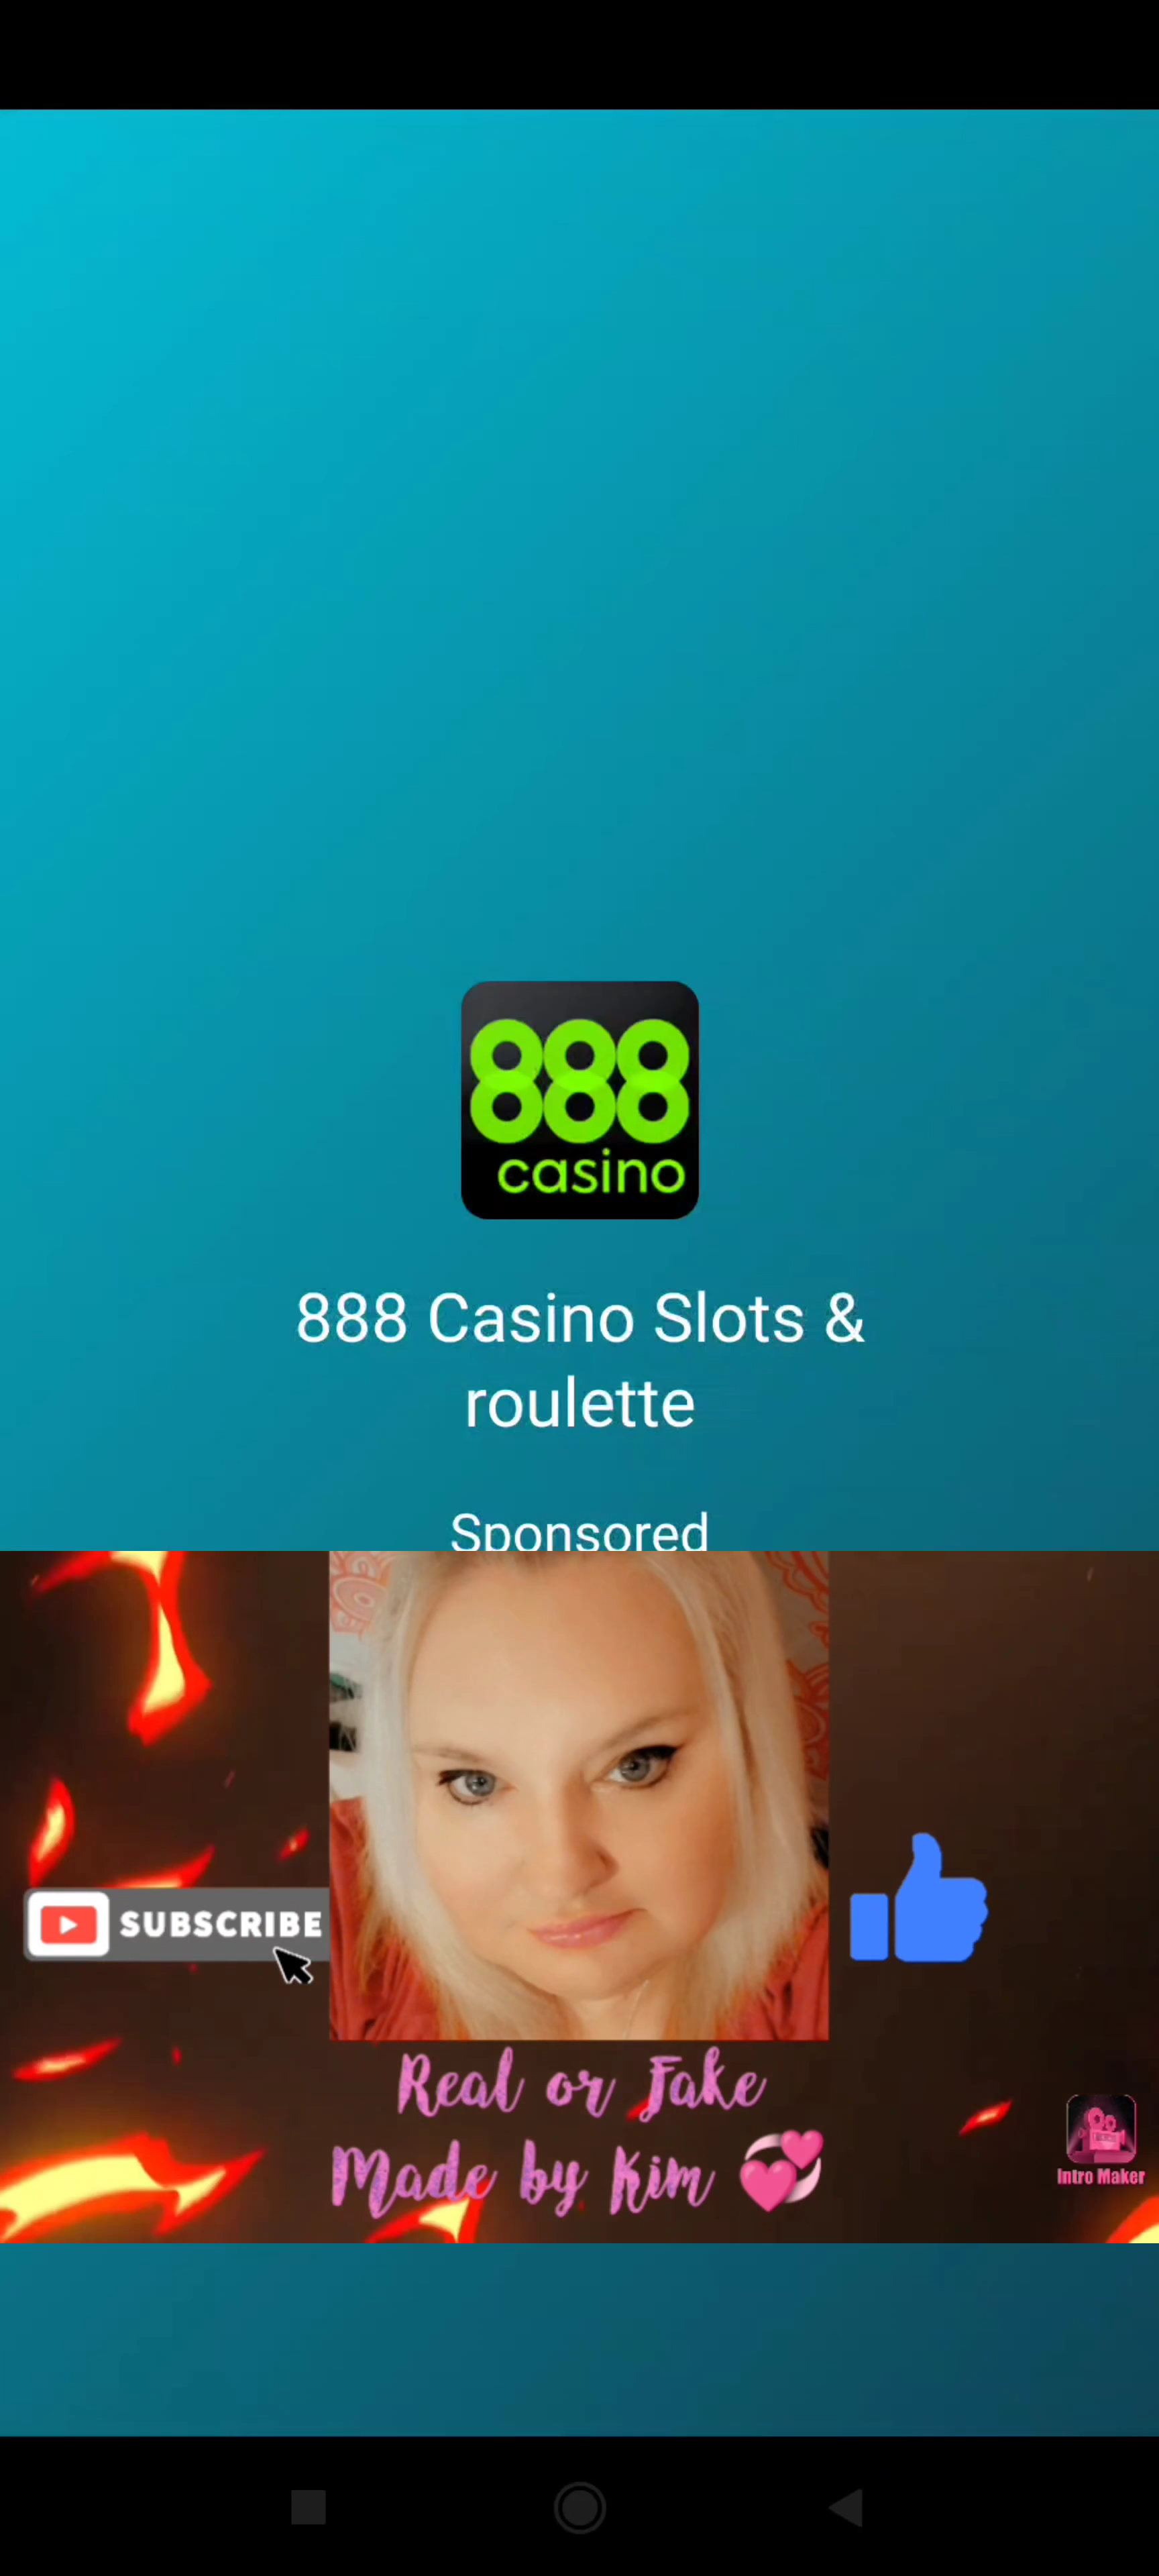 888
casino
888 Casino Slots &
roulette
Sponsored
SUBSCRIBE
Real or Fake
Made by Kim
Intro Maker